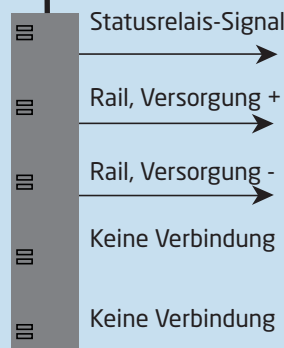 Statusrelais-Signal
Rail, Versorgung +
Rail, Versorgung -
Keine Verbindung
Keine Verbindung